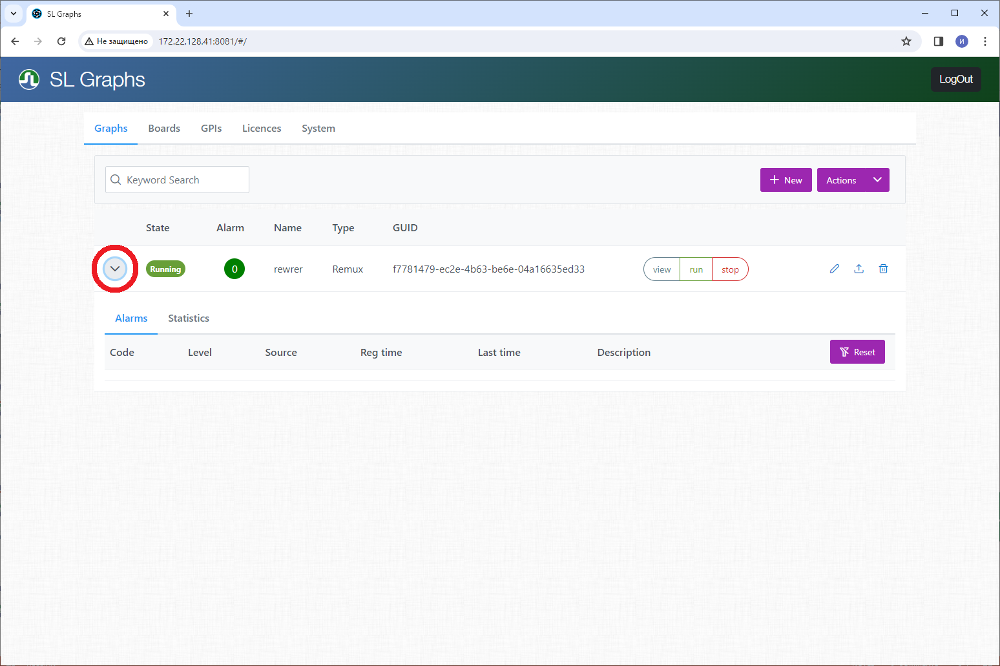 SL Graphs
Не защищено 172.22.128.41:8081/#/
И
SL Graphs
LogOut
Graphs Boards GPIs Licences System
Keyword Search
New Actions
State Alarm Name Type GUID
Running 0 rewrer Remux f7781479-ec2e-4b63-be6e-04a16635ed33 view run stop
Alarms Statistics
Code Level Source Reg time Last time Description Reset